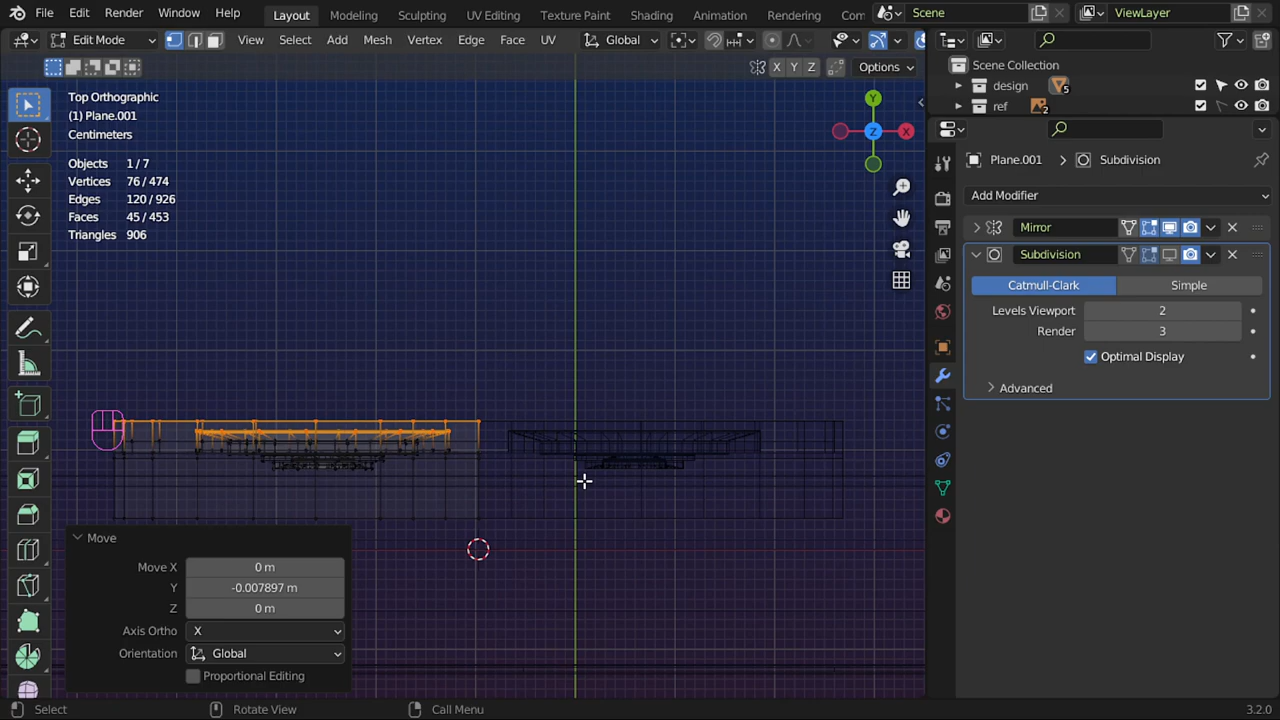 File Edit Render Window Help Layout Modeling Sculpting UV Editing Texture Paint Shading Animation Rendering Com Scene ViewLayer
Edit Mode View Select Add Mesh Vertex Edge Face UV Global
X Y Z Options
Scene Collection
design 5
ref 2
Top Orthographic
(1) Plane.001
Centimeters
Objects 1 / 7
Vertices 76 / 474
Edges 120 / 926
Faces 45 / 453
Triangles 906
Y
Z X
Plane.001 Subdivision
Add Modifier
Mirror
Subdivision
Catmull-Clark Simple
Levels Viewport 2
Render 3
Optimal Display
Advanced
Move
Move X 0 m
Y -0.007897 m
Z 0 m
Axis Ortho X
Orientation Global
Proportional Editing
Select Rotate View Call Menu 3.2.0